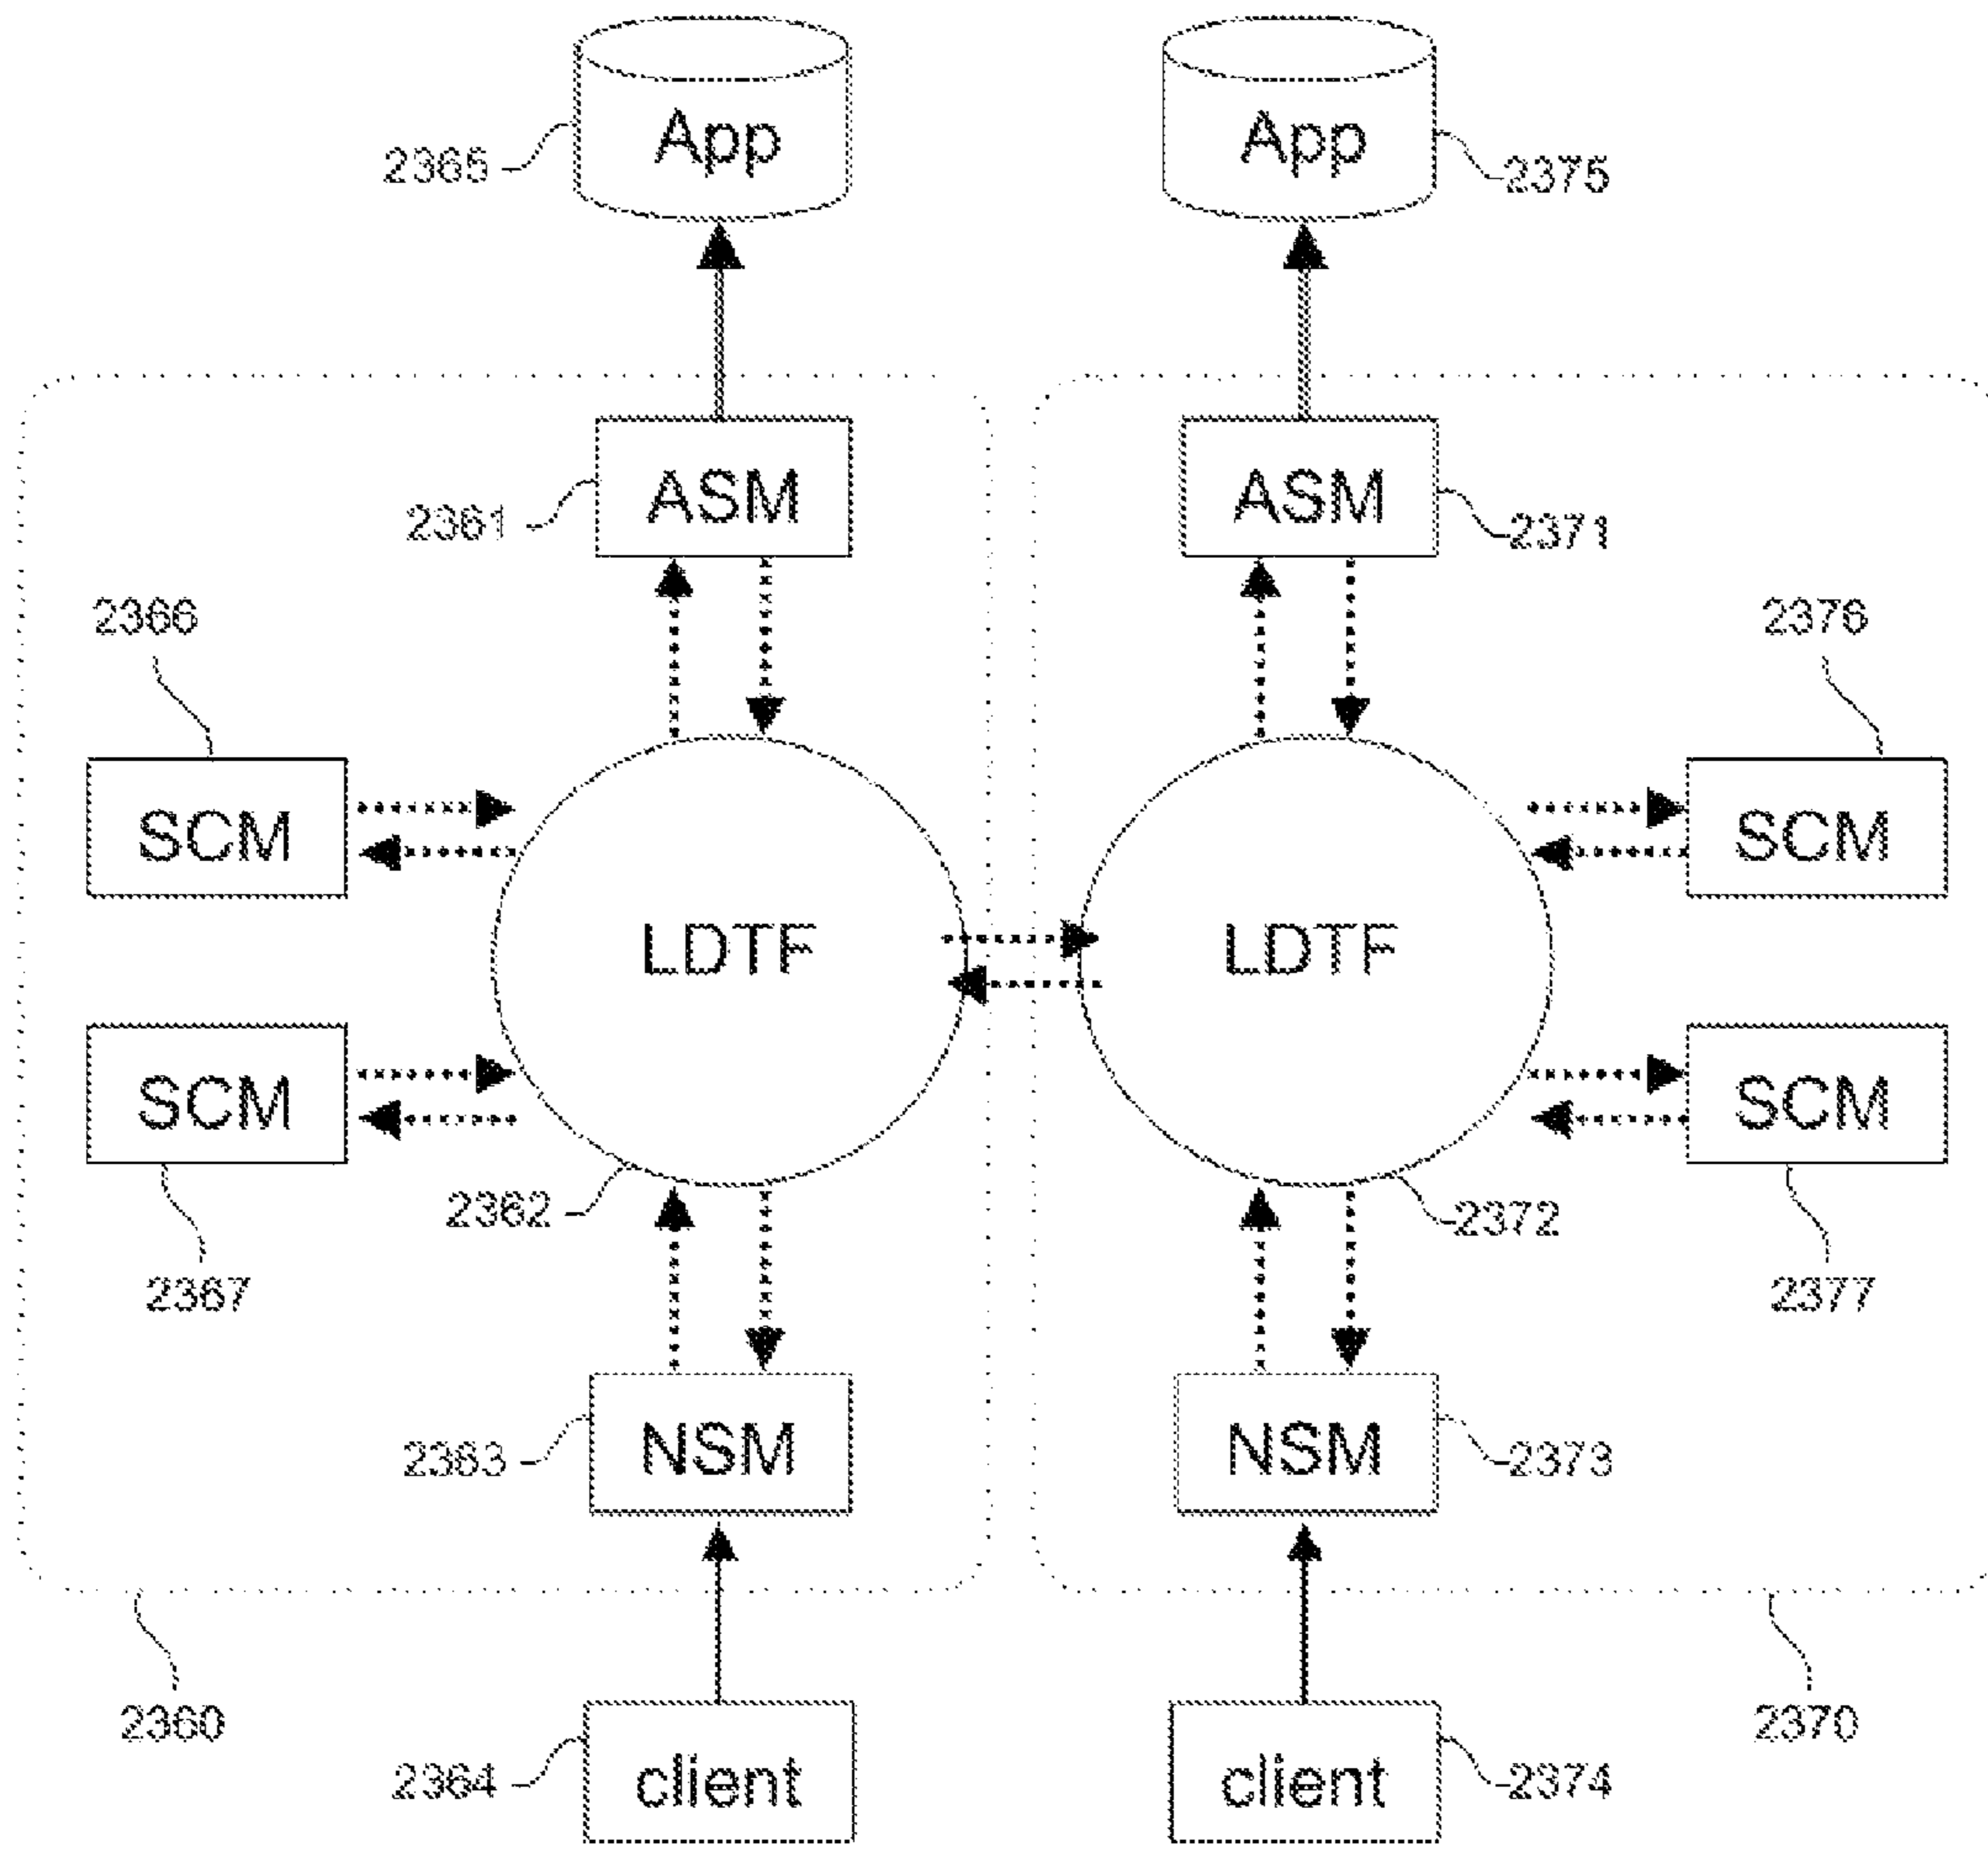 App
App
2365
2375
ASM
ASM
2361
2371
2366
2376
SCM
SCM
LDTF
LDTF
SCM
SCM
2362
2372
2367
2377
NSM
NSM
2363
2373
2360
2370
client
client
2364
2374